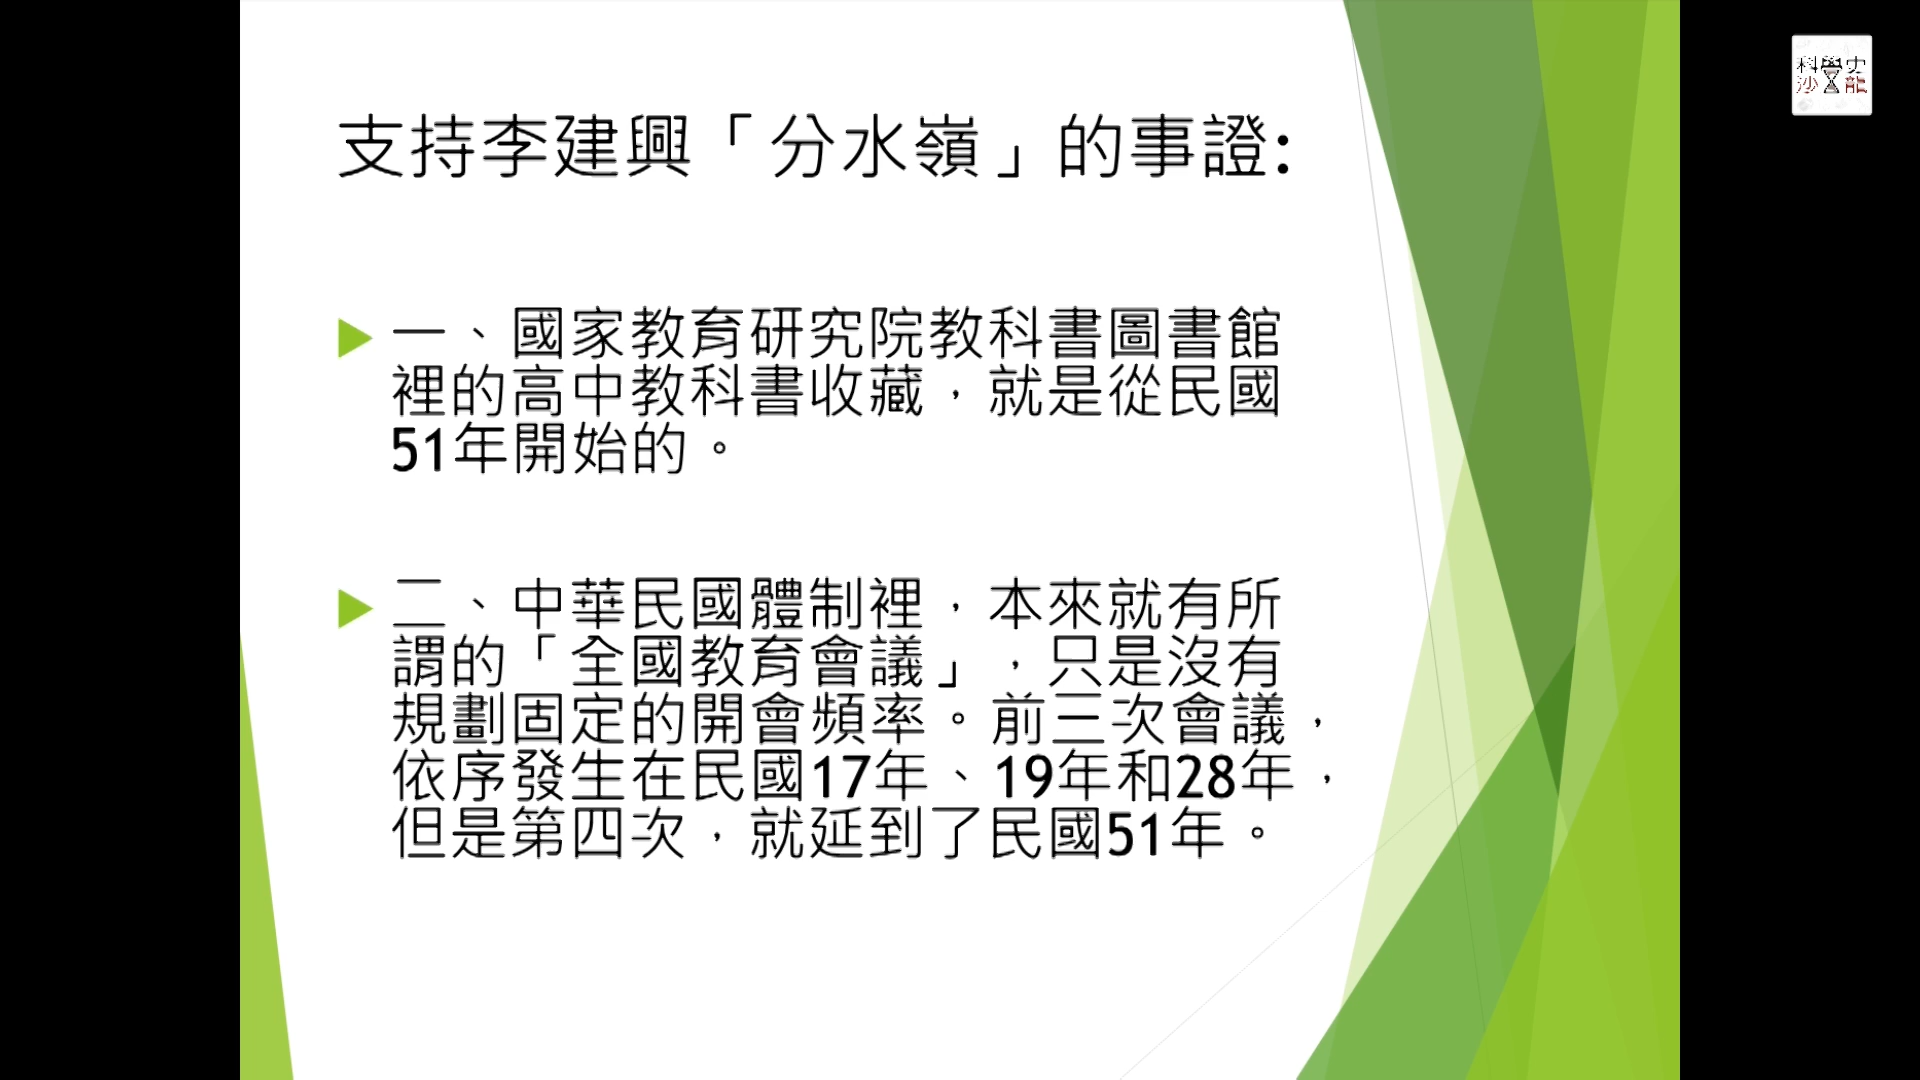 科學史
沙龍
支持李建興「分水嶺」的事證:
一、國家教育研究院教科書圖書館
裡的高中教科書收藏，就是從民國
51年開始的。
二、中華民國體制裡，本來就有所
謂的「全國教育會議」，只是沒有
規劃固定的開會頻率。前三次會議，
依序發生在民國17年、19年和28年，
但是第四次，就延到了民國51年。